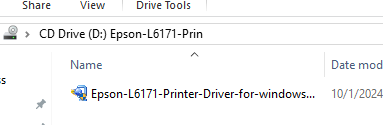 Share View Drive Tools
CD Drive (D:) Epson-L6171-Prin
Name Date mod
Epson-L6171-Printer-Driver-for-windows... 10/1/2024